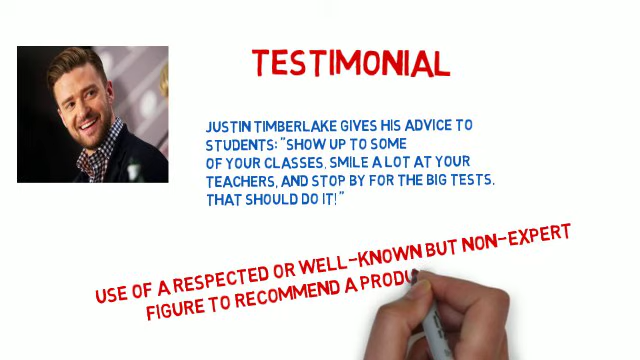 TESTIMONIAL
JUSTIN TIMBERLAKE GIVES HIS ADVICE TO
STUDENTS: "SHOW UP TO SOME
OF YOUR CLASSES, SMILE A LOT AT YOUR
TEACHERS, AND STOP BY FOR THE BIG TESTS.
THAT SHOULD DO IT!"
USE OF A RESPECTED OR WELL-KNOWN BUT NON-EXPERT
FIGURE TO RECOMMEND A PRODU